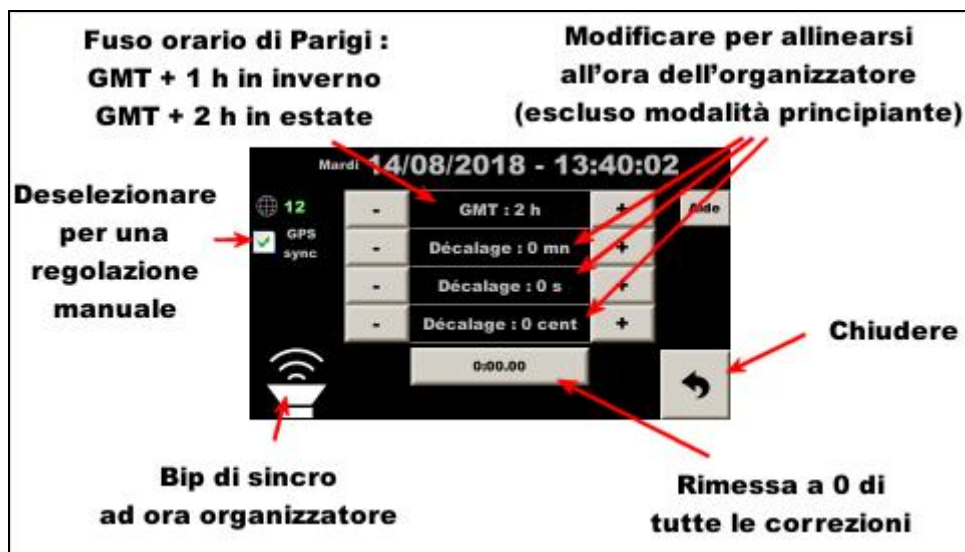 Fuso orario di Parigi :
GMT + 1 h in inverno
GMT + 2 h in estate
Modificare per allinearsi
all'ora dell'organizzatore
(escluso modalità principiante)
Mardi 14/08/2018 - 13:40:02
Deselezionare
per una
regolazione
manuale
12
GPS
sync
- GMT : 2 h +
Aide
- Décalage : 0 mn +
- Décalage : 0 s +
- Décalage : 0 cent +
0:00.00
Chiudere
Bip di sincro
ad ora organizzatore
Rimessa a 0 di
tutte le correzioni